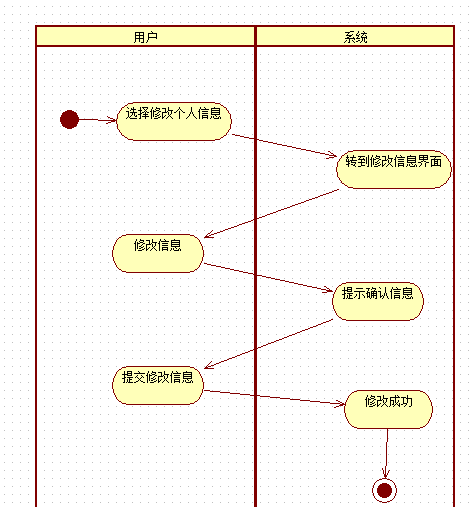 用户
系统
选择修改个人信息
转到修改信息界面
修改信息
提示确认信息
提交修改信息
修改成功